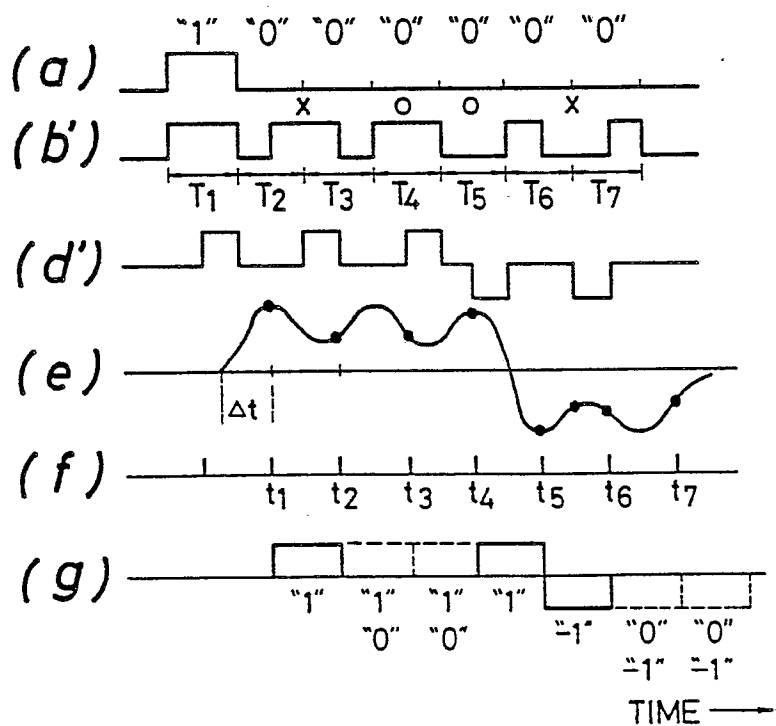 “1” “0” “0” “0” “0” “0” “0”
(a)
x o o x
(b')
T1 T2 T3 T4 T5 T6 T7
(d')
(e)
Δt
(f)
t1 t2 t3 t4 t5 t6 t7
(g)
“1” “1” “1” “1” “-1” “0” “0”
“0” “0” “-1” “-1”
TIME